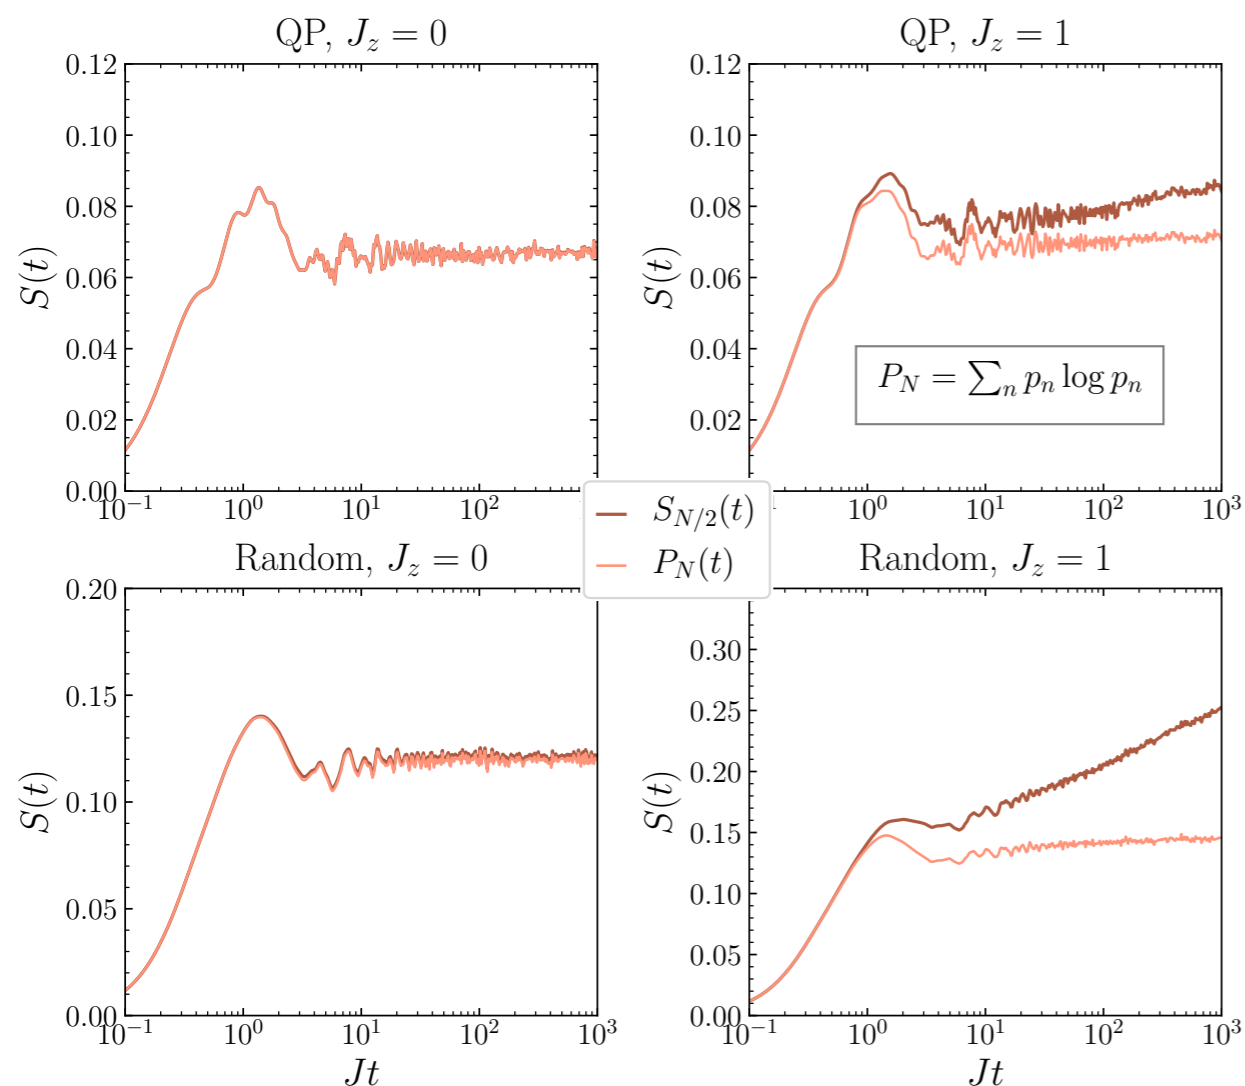 QP, $J_z = 0$
QP, $J_z = 1$
0.12
0.10
0.08
0.06
0.04
0.02
0.00
$S(t)$
$10^{-1}$ $10^0$ $10^1$ $10^2$
0.12
0.10
0.08
0.06
0.04
0.02
0.00
$S(t)$
$P_N = \sum_n p_n \log p_n$
$10^0$ $10^1$ $10^2$ $10^3$
$S_{N/2}(t)$
$P_N(t)$
Random, $J_z = 0$
Random, $J_z = 1$
0.20
0.15
0.10
0.05
0.00
$S(t)$
$10^{-1}$ $10^0$ $10^1$ $10^2$ $10^3$
$Jt$
0.30
0.25
0.20
0.15
0.10
0.05
0.00
$S(t)$
$10^{-1}$ $10^0$ $10^1$ $10^2$ $10^3$
$Jt$